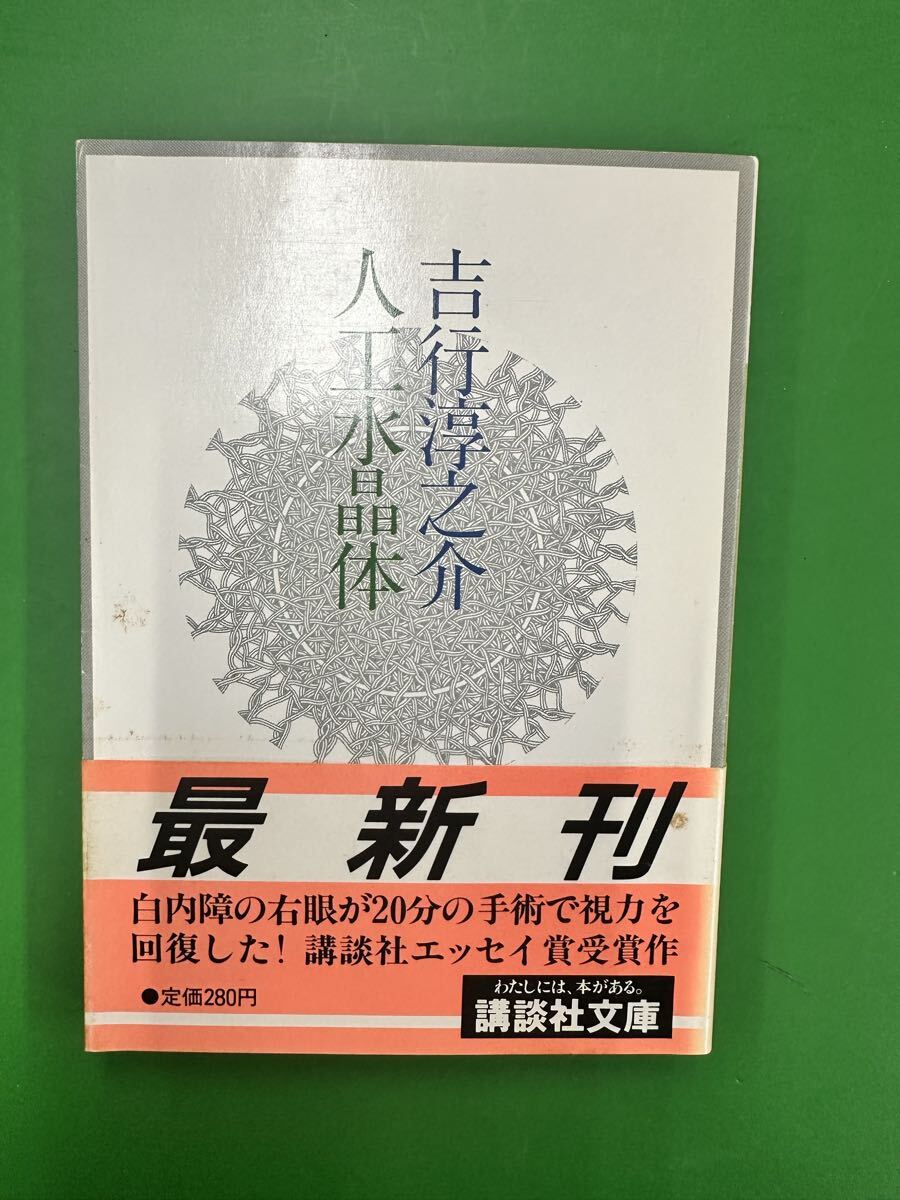 吉行淳之介
人工水晶体
最新刊
白内障の右眼が20分の手術で視力を
回復した！講談社エッセイ賞受賞作
●定価280円
わたしには、本がある。
講談社文庫